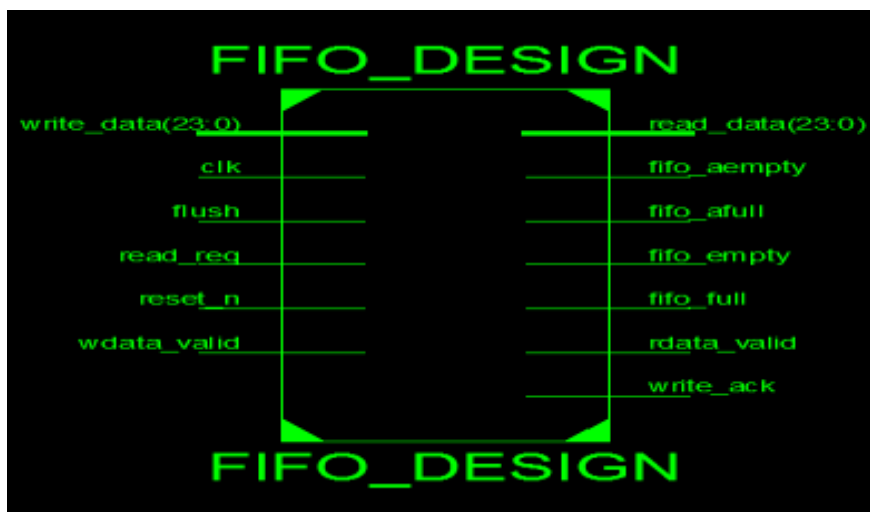 FIFO_DESIGN
write_data(23:0) read_data(23:0)
clk fifo_aempty
flush fifo_afull
read_req fifo_empty
reset_n fifo_full
wdata_valid rdata_valid
write_ack
FIFO_DESIGN